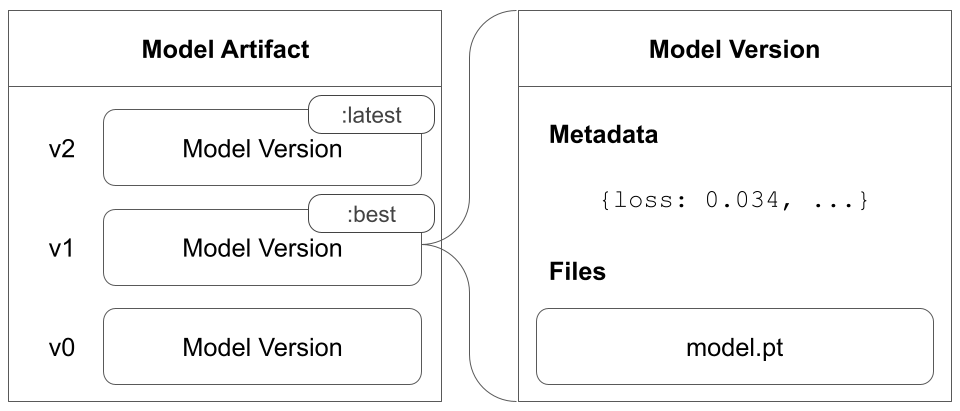 Model Artifact
:latest
v2
Model Version
:best
v1
Model Version
v0
Model Version
Model Version
Metadata
{loss: 0.034, ...}
Files
model.pt